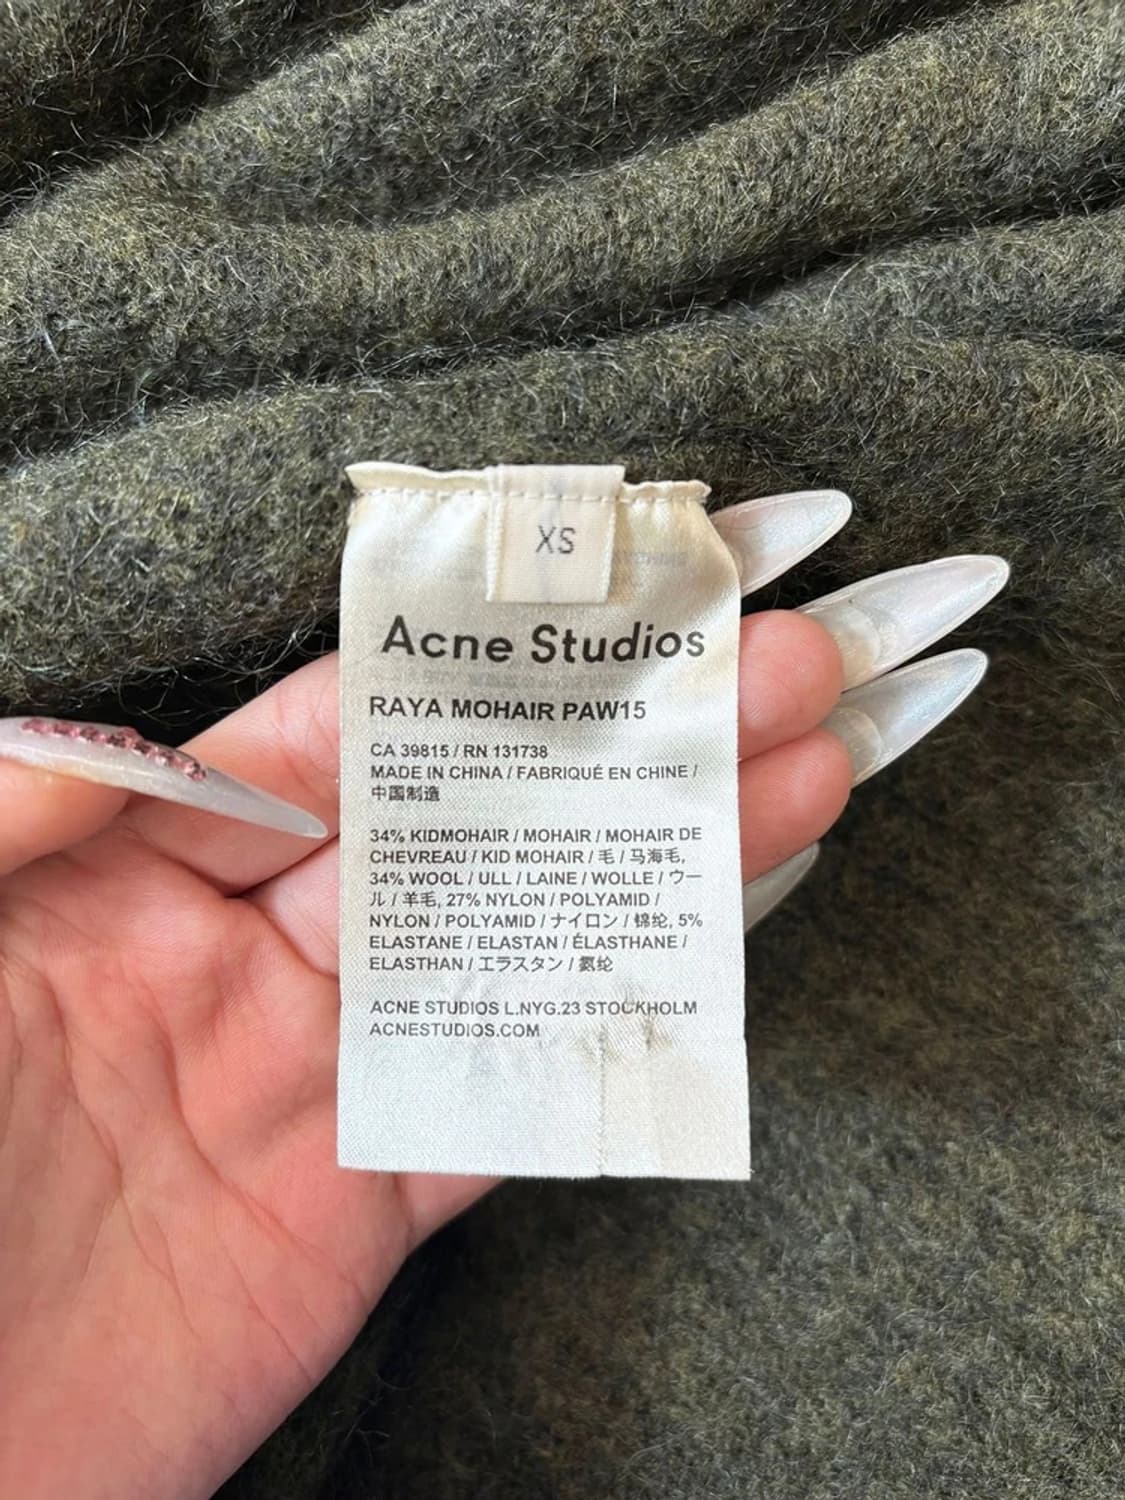 XS
Acne Studios
RAYA MOHAIR PAW15
CA 39815 / RN 131738
MADE IN CHINA / FABRIQUÉ EN CHINE /
中国制造
34% KIDMOHAIR / MOHAIR / MOHAIR DE
CHEVREAU / KID MOHAIR / 毛 / 马海毛,
34% WOOL / ULL / LAINE / WOLLE / ウー
ル / 羊毛, 27% NYLON / POLYAMID /
NYLON / POLYAMID / ナイロン / 锦纶, 5%
ELASTANE / ELASTAN / ÉLASTHANE /
ELASTHAN / エラスタン / 氨纶
ACNE STUDIOS L.NYG.23 STOCKHOLM
ACNESTUDIOS.COM